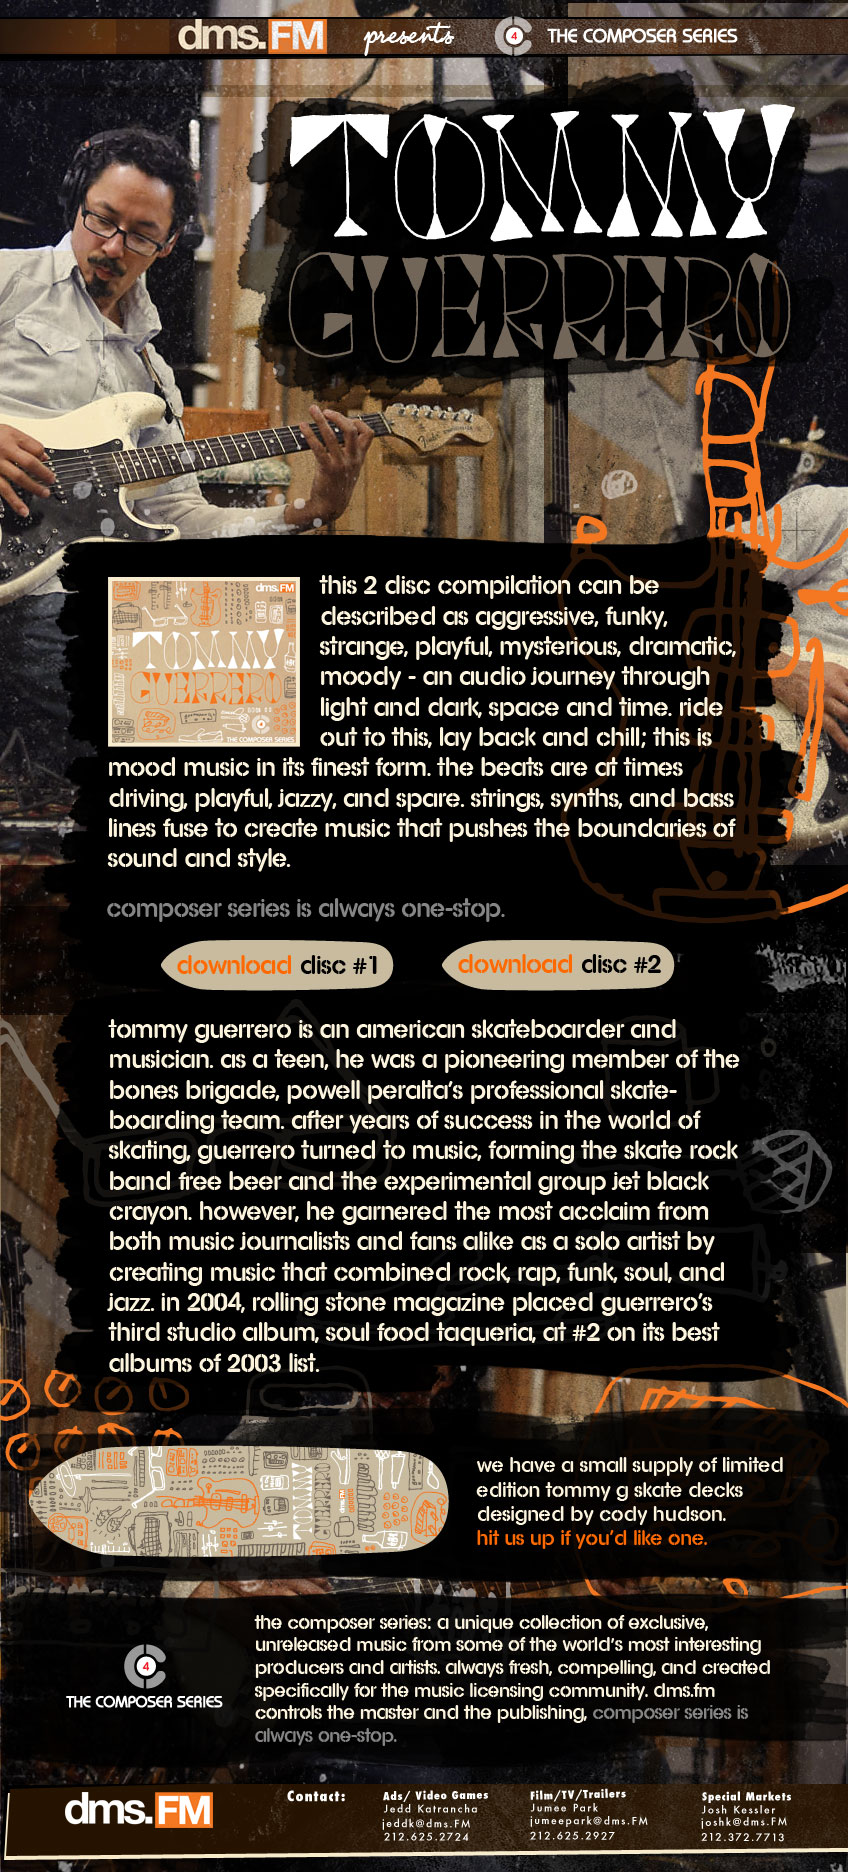 dms.FM presents 4 THE COMPOSER SERIES
TOMMY
GUERRERO
Fender
dms.FM
TOMMY
GUERRERO
THE COMPOSER SERIES
this 2 disc compilation can be
described as aggressive, funky,
strange, playful, mysterious, dramatic,
moody - an audio journey through
light and dark, space and time. ride
out to this, lay back and chill; this is
mood music in its finest form. the beats are at times
driving, playful, jazzy, and spare. strings, synths, and bass
lines fuse to create music that pushes the boundaries of
sound and style.
composer series is always one-stop.
download disc #1
download disc #2
tommy guerrero is an american skateboarder and
musician. as a teen, he was a pioneering member of the
bones brigade, powell peralta's professional skate-
boarding team. after years of success in the world of
skating, guerrero turned to music, forming the skate rock
band free beer and the experimental group jet black
crayon. however, he garnered the most acclaim from
both music journalists and fans alike as a solo artist by
creating music that combined rock, rap, funk, soul, and
jazz. in 2004, rolling stone magazine placed guerrero's
third studio album, soul food taqueria, at #2 on its best
albums of 2003 list.
TOMMY
GUERRERO
we have a small supply of limited
edition tommy g skate decks
designed by cody hudson.
hit us up if you'd like one.
the composer series: a unique collection of exclusive,
unreleased music from some of the world's most interesting
producers and artists. always fresh, compelling, and created
specifically for the music licensing community. dms.fm
controls the master and the publishing, composer series is
always one-stop.
4
THE COMPOSER SERIES
dms.FM
Contact:
Ads/ Video Games
Jedd Katrancha
jeddk@dms.FM
212.625.2724
Film/TV/Trailers
Jumee Park
jumeepark@dms.FM
212.625.2927
Special Markets
Josh Kessler
joshk@dms.FM
212.372.7713